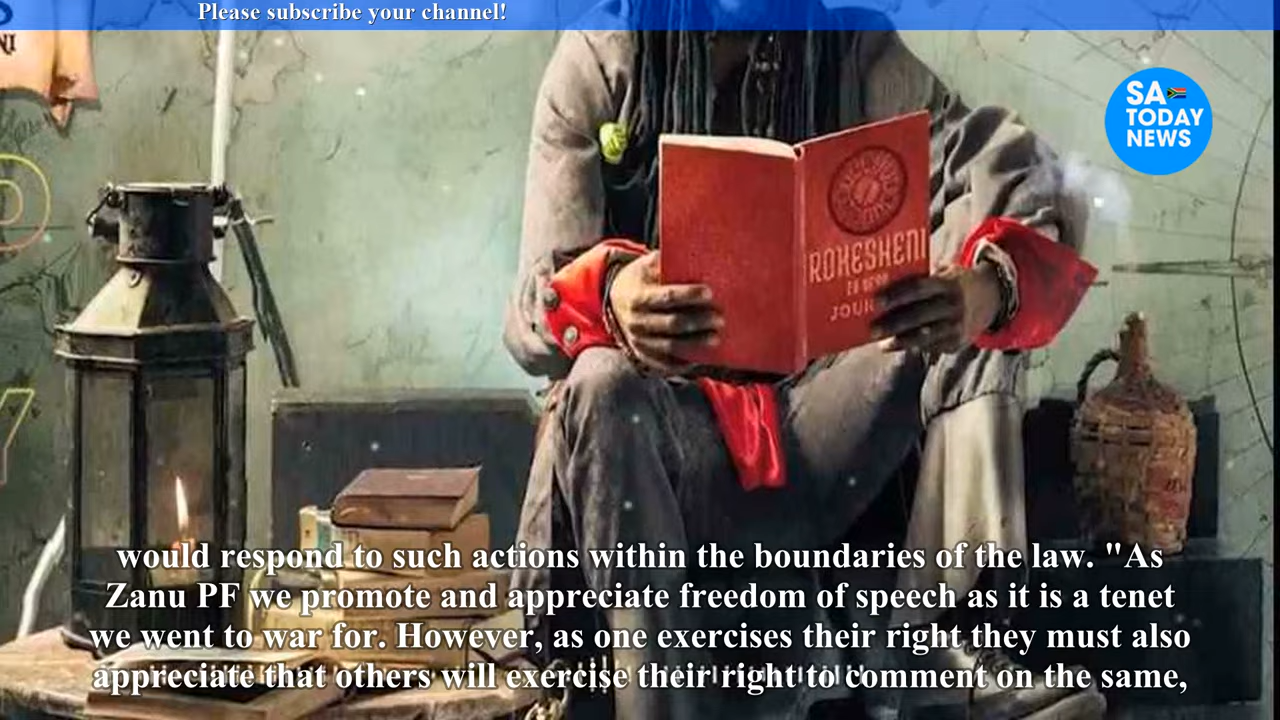 Please subscribe your channel!
NI
SA
TODAY
NEWS
ROKESHENI
JOU
would respond to such actions within the boundaries of the law. "As
Zanu PF we promote and appreciate freedom of speech as it is a tenet
we went to war for. However, as one exercises their right they must also
appreciate that others will exercise their right to comment on the same,